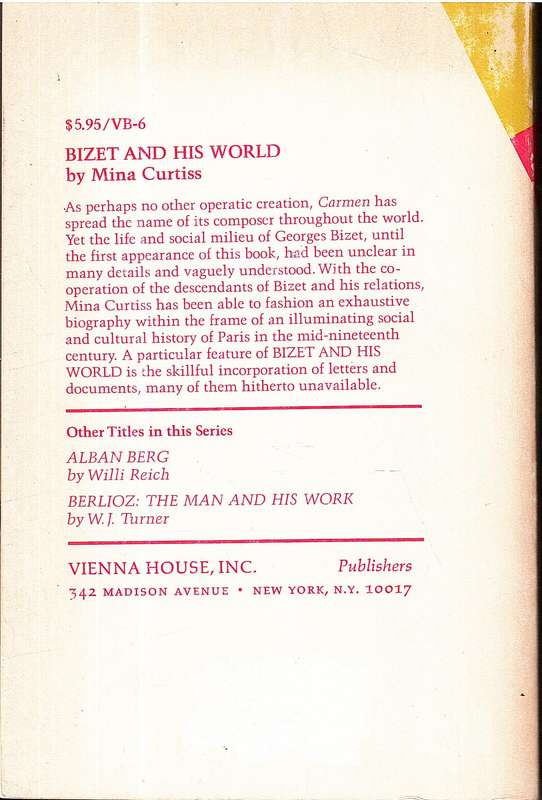 $5.95/VB-6
BIZET AND HIS WORLD
by Mina Curtiss
As perhaps no other operatic creation, Carmen has
spread the name of its composer throughout the world.
Yet the life and social milieu of Georges Bizet, until
the first appearance of this book, had been unclear in
many details and vaguely understood. With the co-
operation of the descendants of Bizet and his relations,
Mina Curtiss has been able to fashion an exhaustive
biography within the frame of an illuminating social
and cultural history of Paris in the mid-nineteenth
century. A particular feature of BIZET AND HIS
WORLD is the skillful incorporation of letters and
documents, many of them hitherto unavailable.
Other Titles in this Series
ALBAN BERG
by Willi Reich
BERLIOZ: THE MAN AND HIS WORK
by W. J. Turner
VIENNA HOUSE, INC. Publishers
342 MADISON AVENUE • NEW YORK, N.Y. 10017